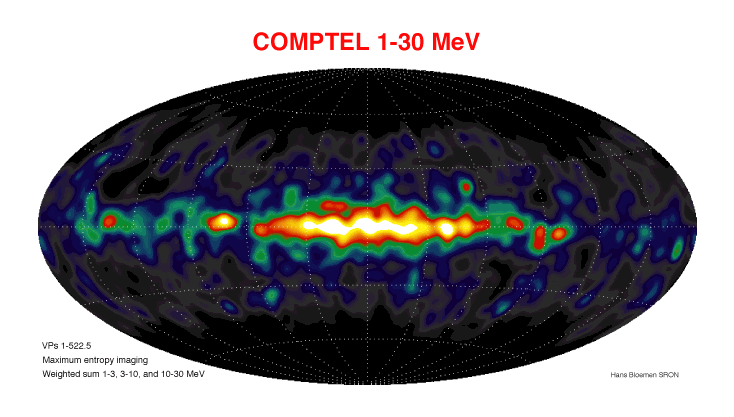 COMPTEL 1-30 MeV
VPs 1-522.5
Maximum entropy imaging
Weighted sum 1-3, 3-10, and 10-30 MeV
Hans Bloemen SRON